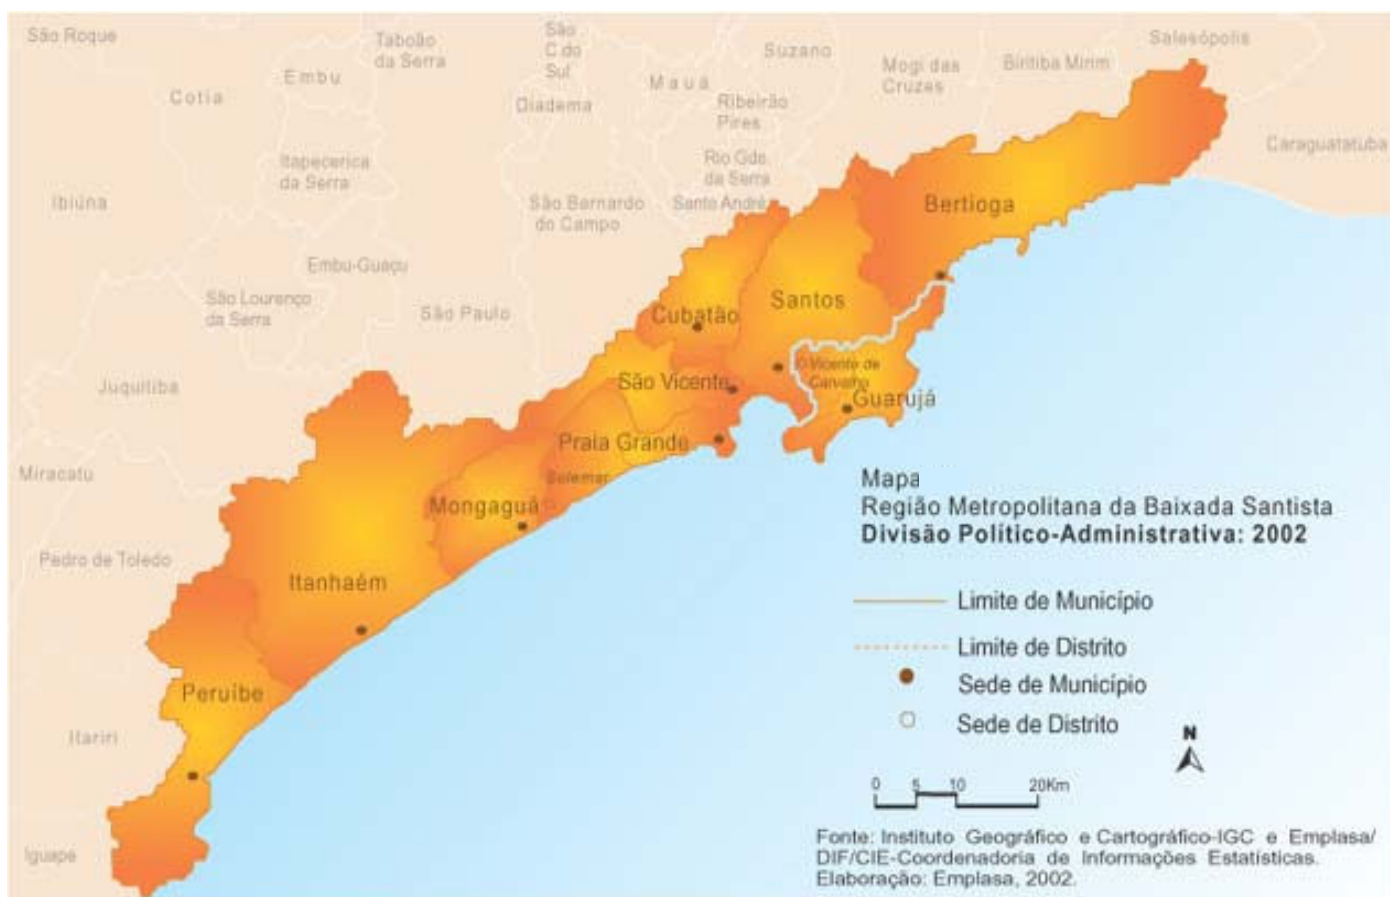 São Roque
Taboão
da Serra
São
C.do
Sul
Suzano
Salesópolis
Embu
Mauá
Mogi das
Cruzes
Biritiba Mirim
Cotia
Diadema
Ribeirão
Pires
Caraguatatuba
Itapecerica
da Serra
Rio Gde.
da Serra
Ibiúna
São Bernardo
do Campo
Santo André
Bertioga
Embu-Guaçu
São Lourenço
da Serra
São Paulo
Cubatão
Santos
Juquitiba
São Vicente
Vicente de
Carvalho
Guarujá
Praia Grande
Miracatu
Solemar
Mongaguá
Pedro de Toledo
Itanhaém
Peruíbe
Itariri
Iguape
Mapa
Região Metropolitana da Baixada Santista
Divisão Político-Administrativa: 2002
Limite de Município
Limite de Distrito
Sede de Município
Sede de Distrito
N
0 5 10 20Km
Fonte: Instituto Geográfico e Cartográfico-IGC e Emplasa/
DIF/CIE-Coordenadoria de Informações Estatísticas.
Elaboração: Emplasa, 2002.